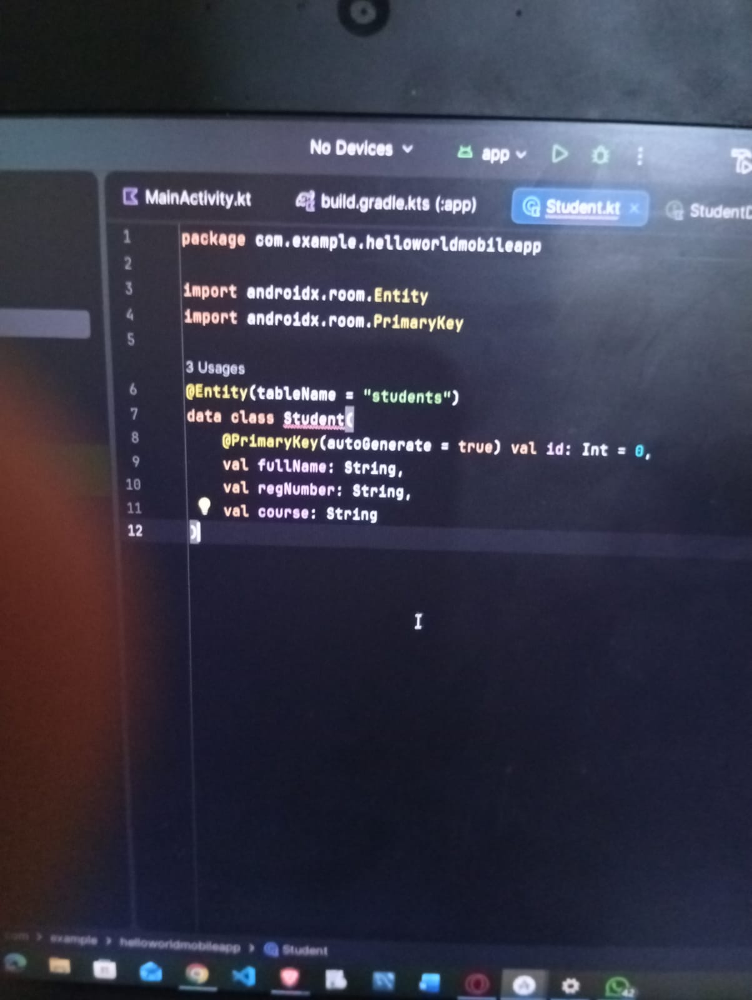 No Devices app
MainActivity.kt build.gradle.kts (:app) Student.kt
1 package com.example.helloworldmobileapp
2
3 import androidx.room.Entity
4 import androidx.room.PrimaryKey
5
3 Usages
6 @Entity(tableName = "students")
7 data class Student(
8 @PrimaryKey(autoGenerate = true) val id: Int = 0,
9 val fullName: String,
10 val regNumber: String,
11 val course: String
12 )
com > example > helloworldmobileapp > Student
42